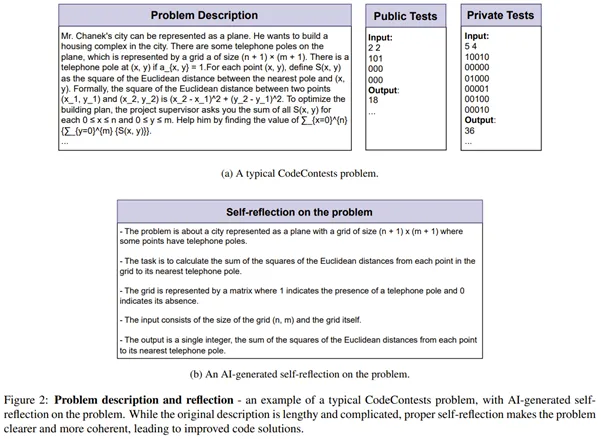 Problem Description
Mr. Chanek's city can be represented as a plane. He wants to build a
housing complex in the city. There are some telephone poles on the
plane, which is represented by a grid a of size (n + 1) × (m + 1). There is a
telephone pole at (x, y) if a_{x, y} = 1.For each point (x, y), define S(x, y)
as the square of the Euclidean distance between the nearest pole and (x,
y). Formally, the square of the Euclidean distance between two points
(x_1, y_1) and (x_2, y_2) is (x_2 - x_1)^2 + (y_2 - y_1)^2. To optimize the
building plan, the project supervisor asks you the sum of all S(x, y) for
each 0 ≤ x ≤ n and 0 ≤ y ≤ m. Help him by finding the value of ∑_{x=0}^{n}
{∑_{y=0}^{m} {S(x, y)}}.
...
Public Tests
Input:
2 2
101
000
000
Output:
18
...
Private Tests
Input:
5 4
10010
00000
01000
00001
00100
00010
Output:
36
...
(a) A typical CodeContests problem.
Self-reflection on the problem
- The problem is about a city represented as a plane with a grid of size (n + 1) x (m + 1) where
some points have telephone poles.
- The task is to calculate the sum of the squares of the Euclidean distances from each point in the
grid to its nearest telephone pole.
- The grid is represented by a matrix where 1 indicates the presence of a telephone pole and 0
indicates its absence.
- The input consists of the size of the grid (n, m) and the grid itself.
- The output is a single integer, the sum of the squares of the Euclidean distances from each point
to its nearest telephone pole.
(b) An AI-generated self-reflection on the problem.
Figure 2: Problem description and reflection - an example of a typical CodeContests problem, with AI-generated self-
reflection on the problem. While the original description is lengthy and complicated, proper self-reflection makes the problem
clearer and more coherent, leading to improved code solutions.